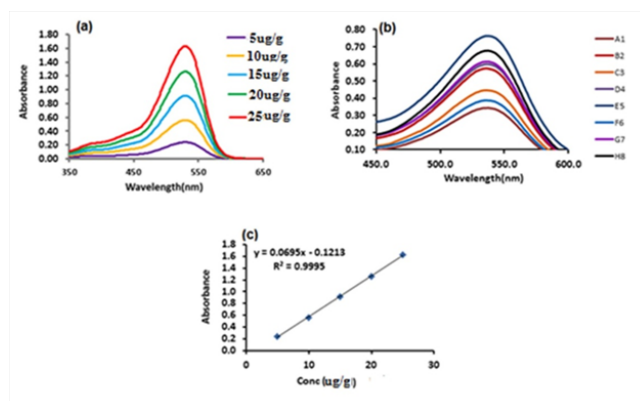 (a)
1.80
1.60
1.40
1.20
1.00
0.80
0.60
0.40
0.20
0.00
Absorbance
350
450
550
650
Wavelength(nm)
5ug/g
10ug/g
15ug/g
20ug/g
25ug/g
(b)
0.80
0.70
0.60
0.50
0.40
0.30
0.20
0.10
Absorbance
450.0
500.0
550.0
600.0
Wavelength(nm)
A1
B2
C3
D4
E5
F6
G7
H8
(c)
y = 0.0695x - 0.1213
R² = 0.9995
1.8
1.6
1.4
1.2
1.0
0.8
0.6
0.4
0.2
0.0
Absorbance
0
10
20
30
Conc (ug/g)